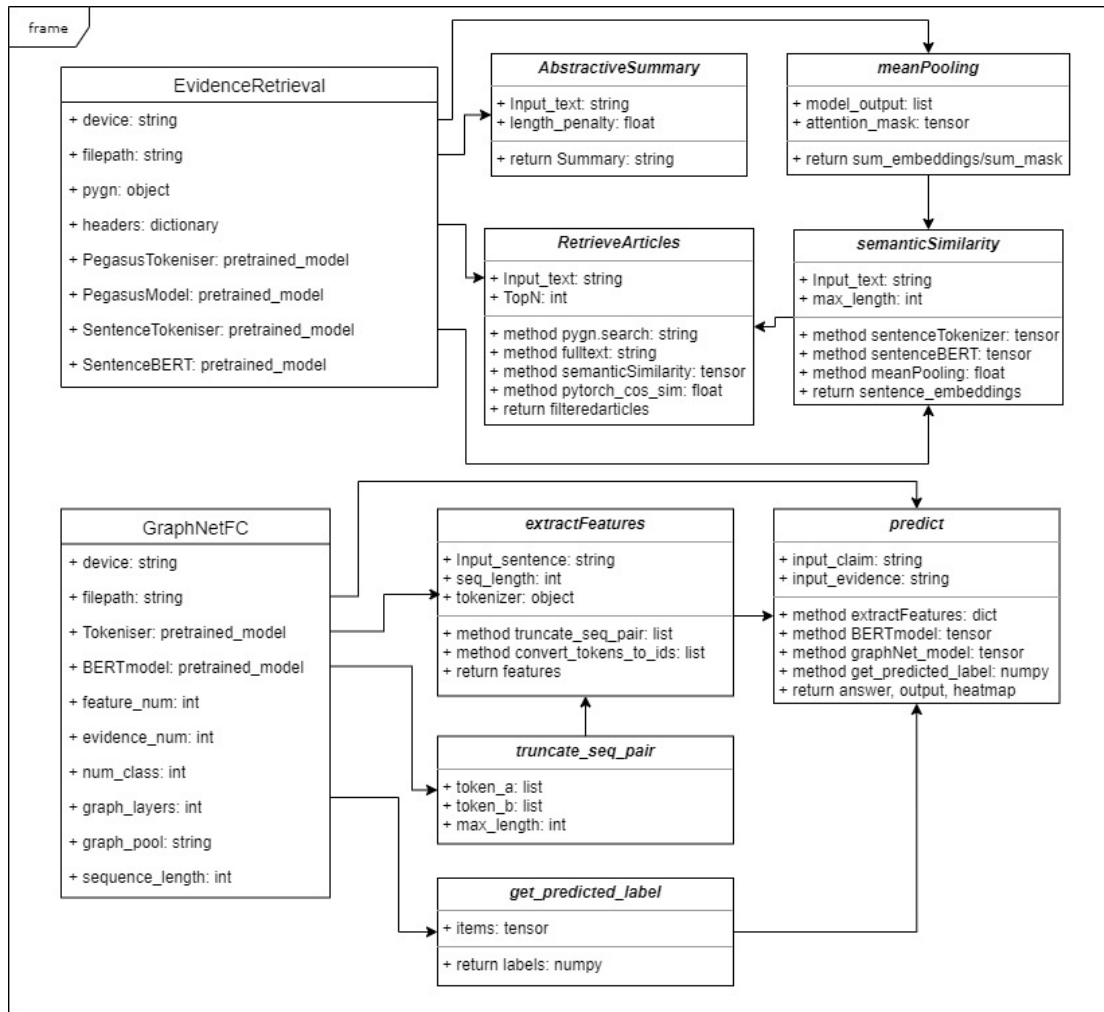 frame
EvidenceRetrieval
+ device: string
+ filepath: string
+ pygn: object
+ headers: dictionary
+ PegasusTokeniser: pretrained_model
+ PegasusModel: pretrained_model
+ SentenceTokeniser: pretrained_model
+ SentenceBERT: pretrained_model
AbstractiveSummary
+ Input_text: string
+ length_penalty: float
+ return Summary: string
meanPooling
+ model_output: list
+ attention_mask: tensor
+ return sum_embeddings/sum_mask
RetrieveArticles
+ Input_text: string
+ TopN: int
+ method pygn.search: string
+ method fulltext: string
+ method semanticSimilarity: tensor
+ method pytorch_cos_sim: float
+ return filteredarticles
semanticSimilarity
+ Input_text: string
+ max_length: int
+ method sentenceTokenizer: tensor
+ method sentenceBERT: tensor
+ method meanPooling: float
+ return sentence_embeddings
GraphNetFC
+ device: string
+ filepath: string
+ Tokeniser: pretrained_model
+ BERTmodel: pretrained_model
+ feature_num: int
+ evidence_num: int
+ num_class: int
+ graph_layers: int
+ graph_pool: string
+ sequence_length: int
extractFeatures
+ Input_sentence: string
+ seq_length: int
+ tokenizer: object
+ method truncate_seq_pair: list
+ method convert_tokens_to_ids: list
+ return features
predict
+ input_claim: string
+ input_evidence: string
+ method extractFeatures: dict
+ method BERTmodel: tensor
+ method graphNet_model: tensor
+ method get_predicted_label: numpy
+ return answer, output, heatmap
truncate_seq_pair
+ token_a: list
+ token_b: list
+ max_length: int
get_predicted_label
+ items: tensor
+ return labels: numpy